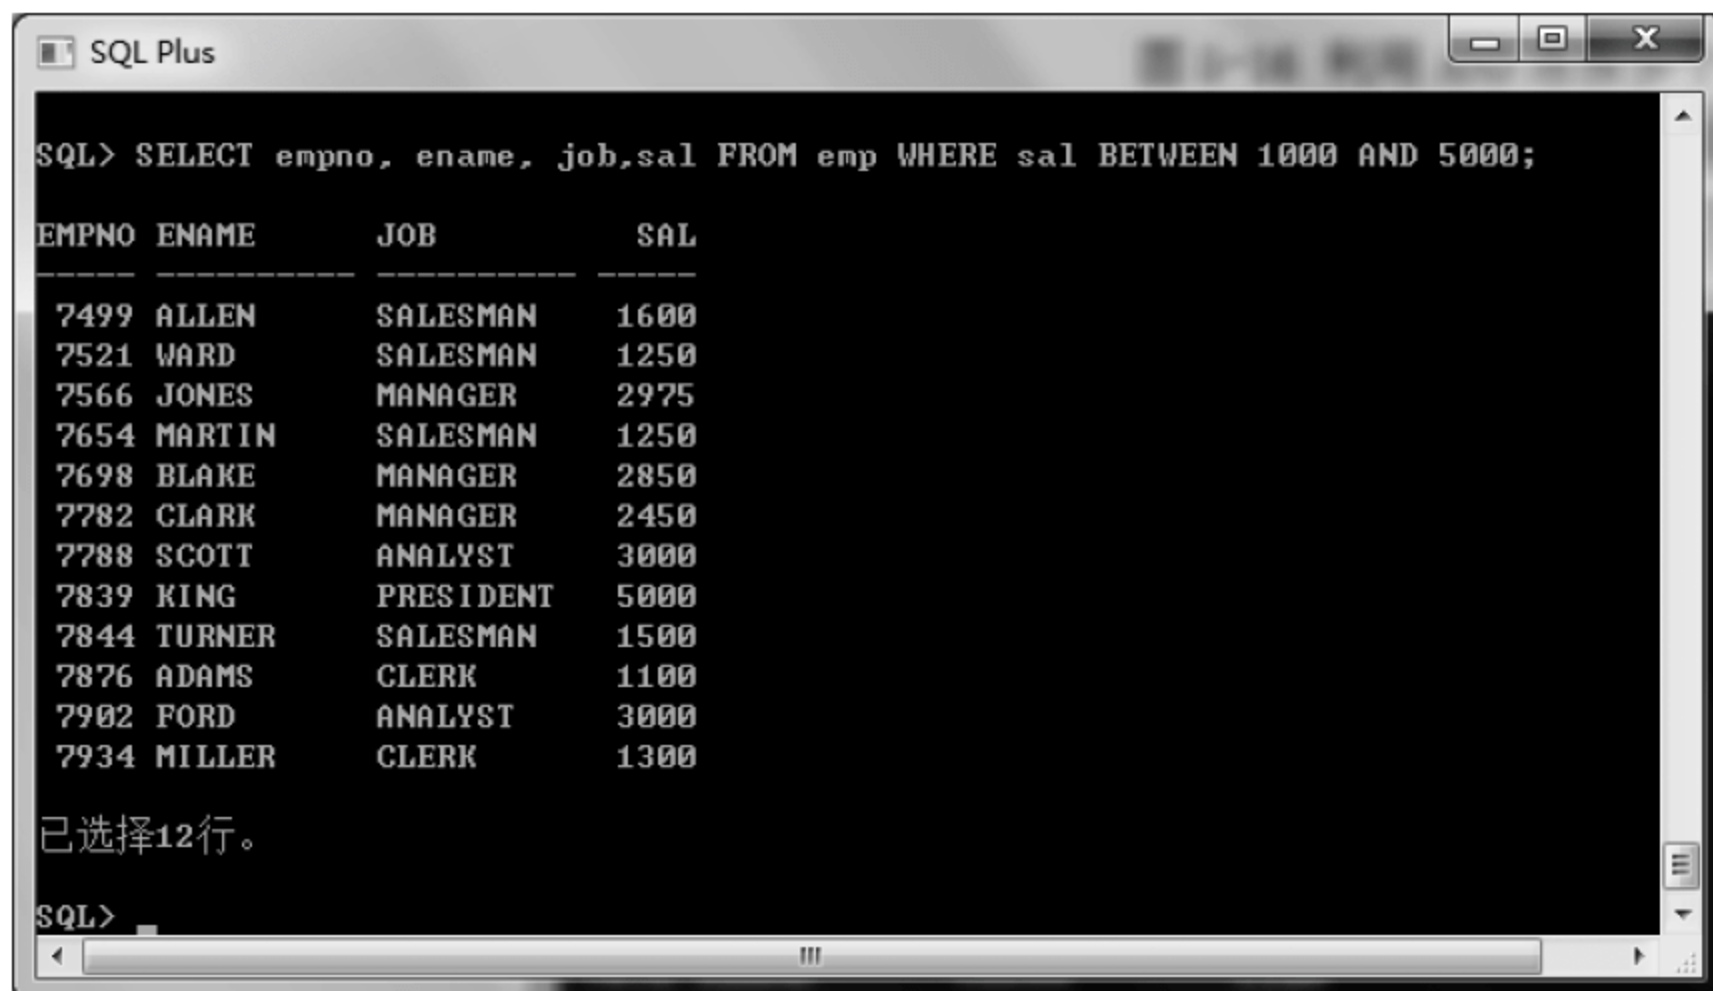 SQL Plus
SQL> SELECT empno, ename, job,sal FROM emp WHERE sal BETWEEN 1000 AND 5000;
EMPNO ENAME JOB SAL
----- ---------- ---------- -----
7499 ALLEN SALESMAN 1600
7521 WARD SALESMAN 1250
7566 JONES MANAGER 2975
7654 MARTIN SALESMAN 1250
7698 BLAKE MANAGER 2850
7782 CLARK MANAGER 2450
7788 SCOTT ANALYST 3000
7839 KING PRESIDENT 5000
7844 TURNER SALESMAN 1500
7876 ADAMS CLERK 1100
7902 FORD ANALYST 3000
7934 MILLER CLERK 1300
已选择12行。
SQL>